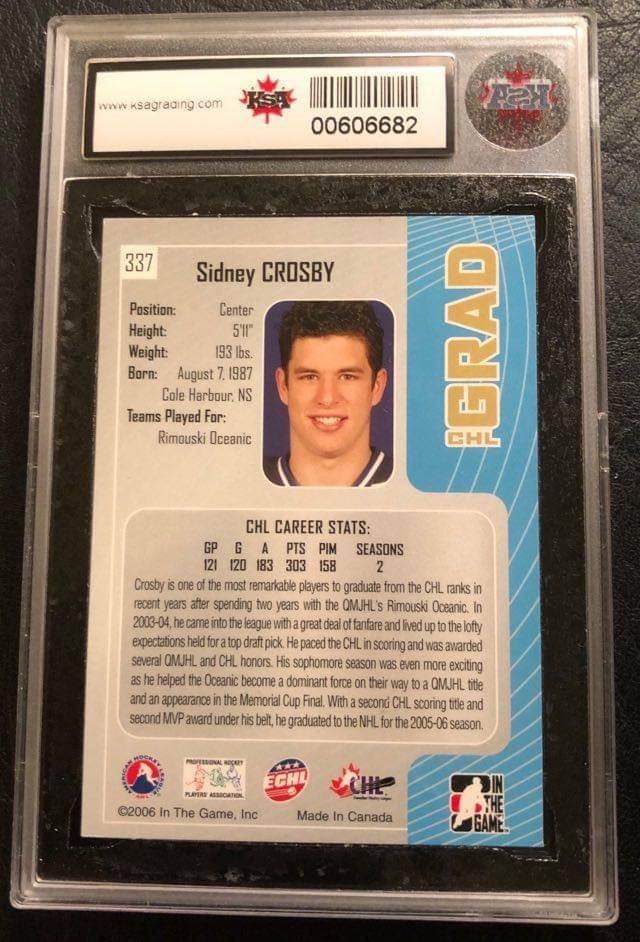 www.ksagrading.com
KSA
00606682
KSA
337
Sidney CROSBY
Position: Center
Height: 5'11"
Weight: 193 lbs.
Born: August 7, 1987
Cole Harbour, NS
Teams Played For:
Rimouski Oceanic
CHL GRAD
CHL CAREER STATS:
GP G A PTS PIM SEASONS
121 120 183 303 158 2
Crosby is one of the most remarkable players to graduate from the CHL ranks in
recent years after spending two years with the QMJHL's Rimouski Oceanic. In
2003-04, he came into the league with a great deal of fanfare and lived up to the lofty
expectations held for a top draft pick. He paced the CHL in scoring and was awarded
several QMJHL and CHL honors. His sophomore season was even more exciting
as he helped the Oceanic become a dominant force on their way to a QMJHL title
and an appearance in the Memorial Cup Final. With a second CHL scoring title and
second MVP award under his belt, he graduated to the NHL for the 2005-06 season.
AMERICAN HOCKEY LEAGUE
PROFESSIONAL HOCKEY
PLAYERS' ASSOCIATION
ECHL
CHL
IN
THE
GAME
©2006 In The Game, Inc
Made In Canada